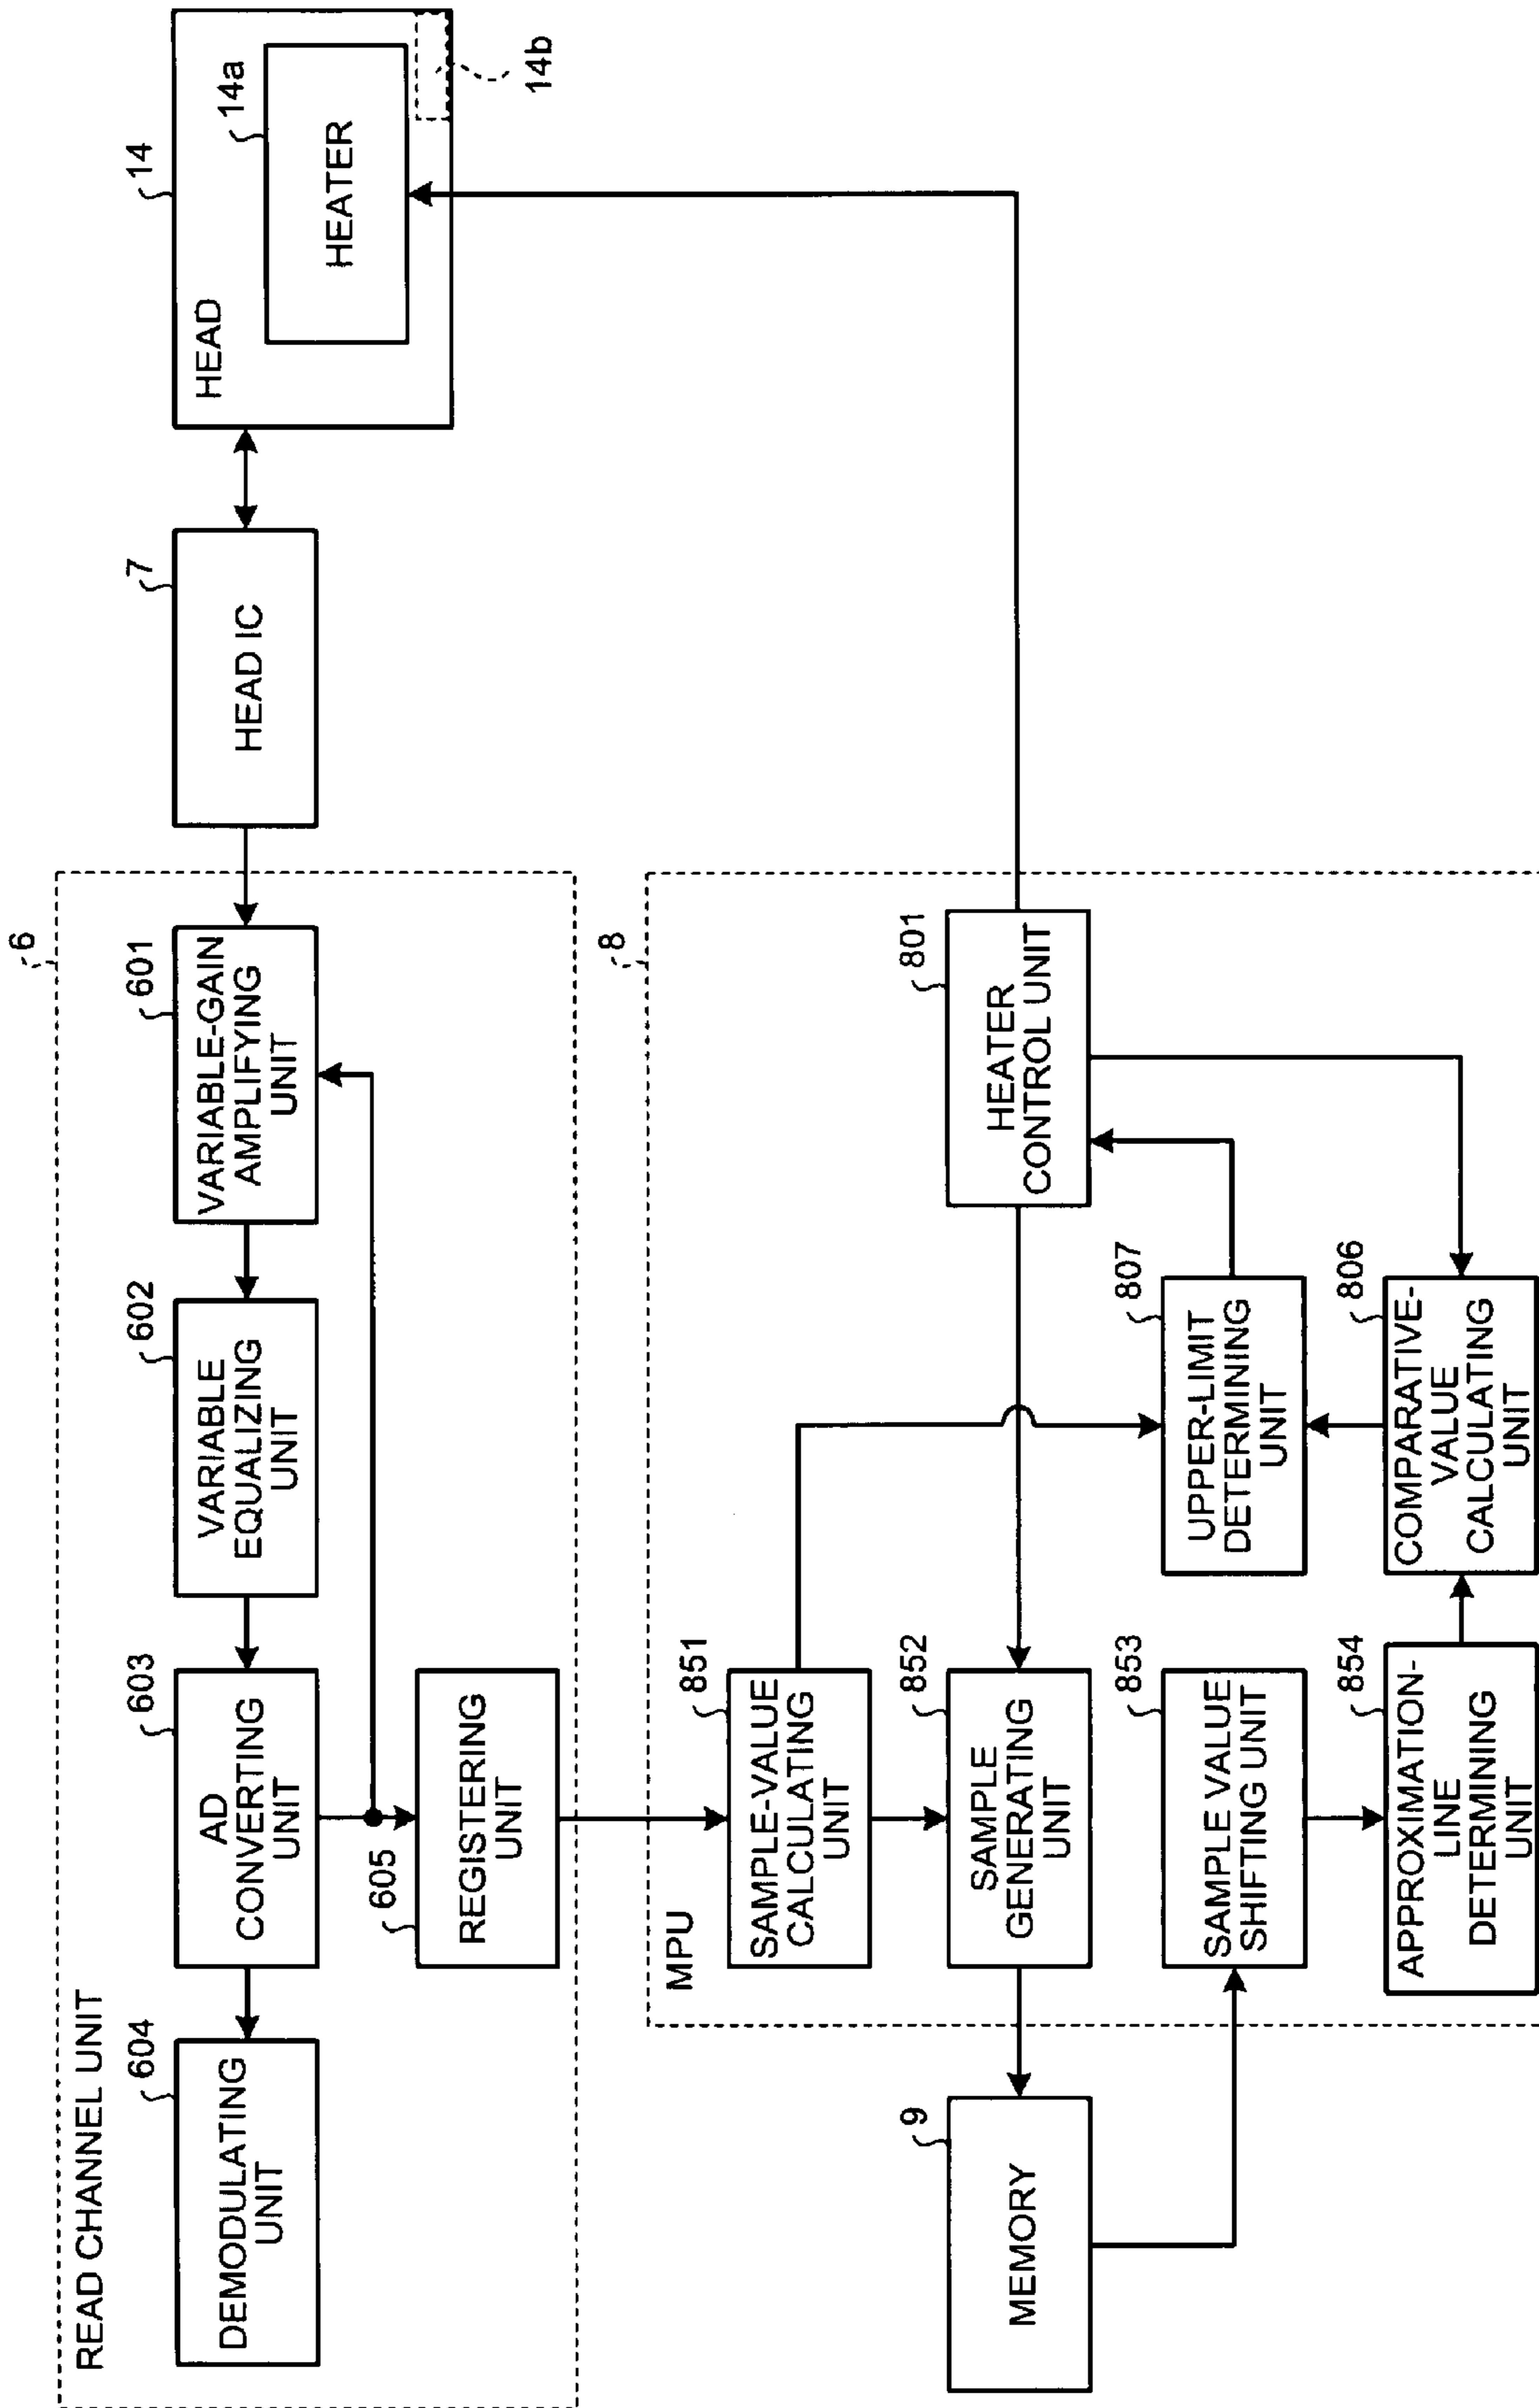 READ CHANNEL UNIT
6
604
DEMODULATING
UNIT
603
AD
CONVERTING
UNIT
602
VARIABLE
EQUALIZING
UNIT
601
VARIABLE-GAIN
AMPLIFYING
UNIT
7
HEAD IC
14
HEAD
14a
HEATER
14b
605
REGISTERING
UNIT
8
MPU
851
SAMPLE-VALUE
CALCULATING
UNIT
9
MEMORY
852
SAMPLE
GENERATING
UNIT
801
HEATER
CONTROL UNIT
853
SAMPLE VALUE
SHIFTING UNIT
807
UPPER-LIMIT
DETERMINING
UNIT
854
APPROXIMATION-
LINE
DETERMINING
UNIT
806
COMPARATIVE-
VALUE
CALCULATING
UNIT